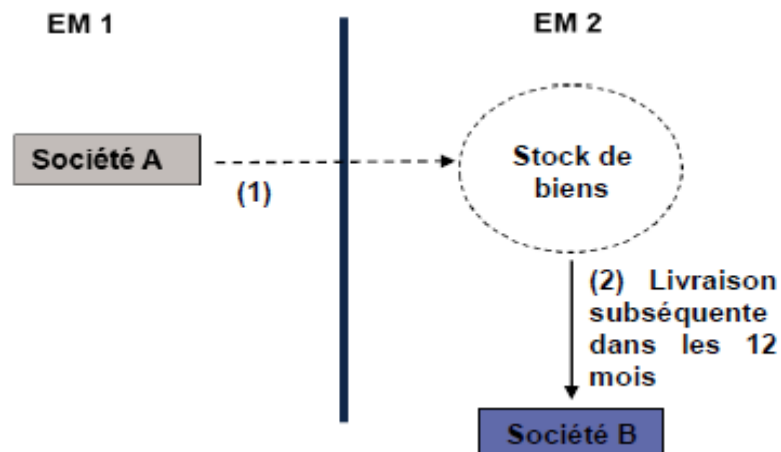 EM 1
EM 2
Société A
(1)
Stock de
biens
(2) Livraison
subséquente
dans les 12
mois
Société B